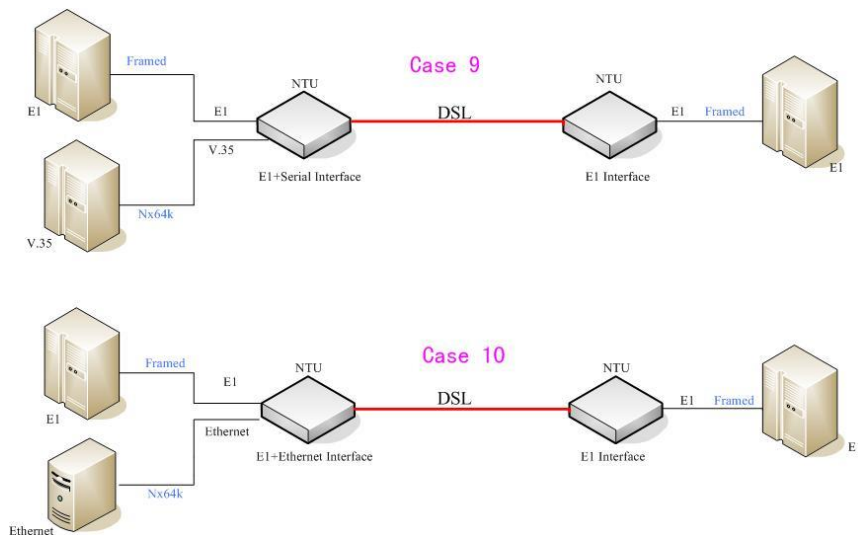 Case 9
Framed
E1
E1
V.35
NTU
DSL
NTU
E1
Framed
E1
E1+Serial Interface
E1 Interface
Nx64k
V.35
Case 10
Framed
E1
E1
Ethernet
NTU
DSL
NTU
E1
Framed
E
E1+Ethernet Interface
E1 Interface
Nx64k
Ethernet